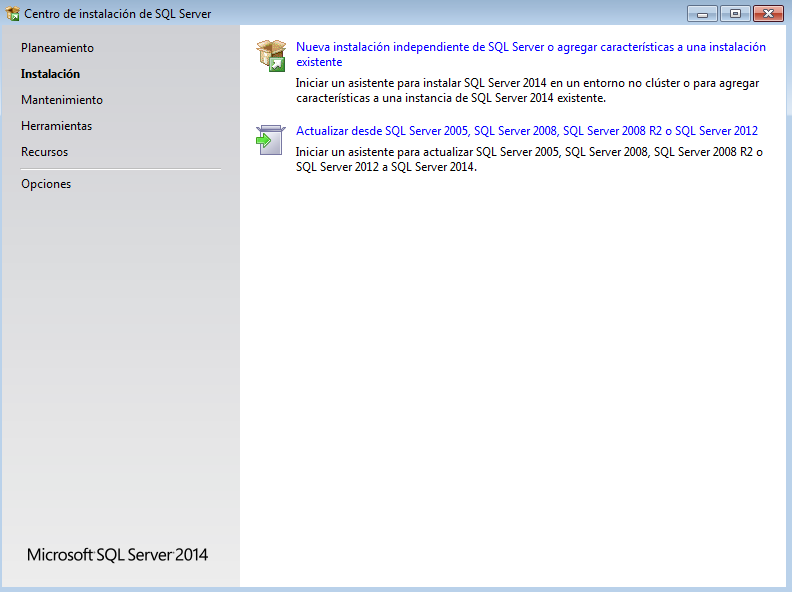 Centro de instalación de SQL Server
Planeamiento
Instalación
Mantenimiento
Herramientas
Recursos
Opciones
Nueva instalación independiente de SQL Server o agregar características a una instalación
existente
Iniciar un asistente para instalar SQL Server 2014 en un entorno no clúster o para agregar
características a una instancia de SQL Server 2014 existente.
Actualizar desde SQL Server 2005, SQL Server 2008, SQL Server 2008 R2 o SQL Server 2012
Iniciar un asistente para actualizar SQL Server 2005, SQL Server 2008, SQL Server 2008 R2 o
SQL Server 2012 a SQL Server 2014.
Microsoft SQL Server 2014